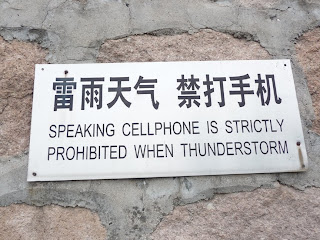 雷雨天气 禁打手机
SPEAKING CELLPHONE IS STRICTLY
PROHIBITED WHEN THUNDERSTORM